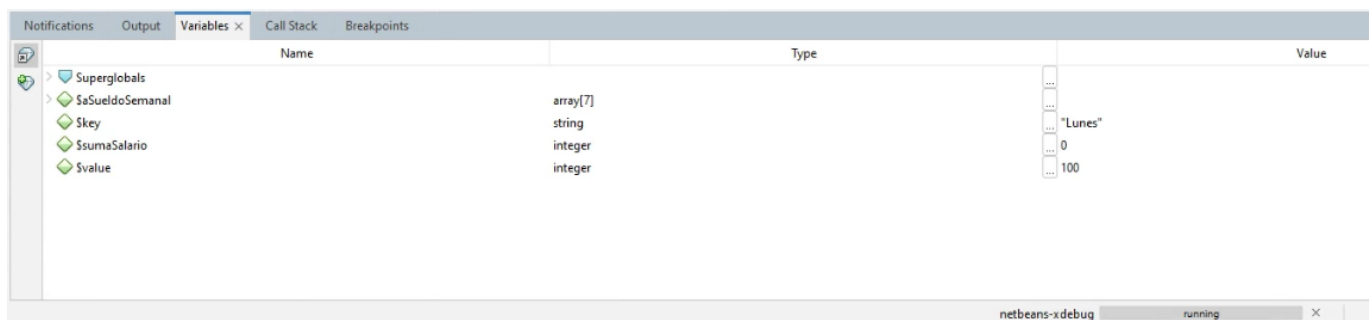 Notifications Output Variables × Call Stack Breakpoints
Name Type Value
Superglobals ...
$aSueldoSemanal array[7] ...
$key string ... "Lunes"
$sumaSalario integer ... 0
$value integer ... 100
netbeans-xdebug running ×